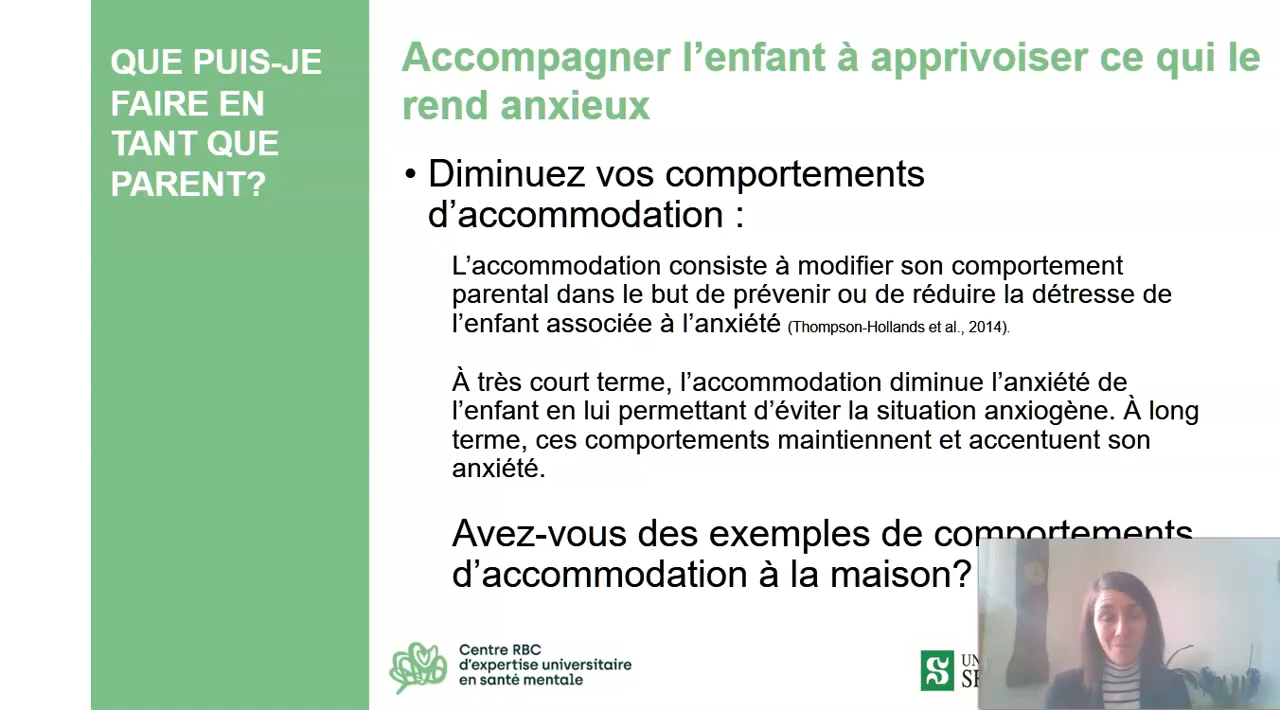 QUE PUIS-JE
FAIRE EN
TANT QUE
PARENT?
Accompagner l’enfant à apprivoiser ce qui le
rend anxieux
• Diminuez vos comportements
d’accommodation :
L’accommodation consiste à modifier son comportement
parental dans le but de prévenir ou de réduire la détresse de
l’enfant associée à l’anxiété (Thompson-Hollands et al., 2014).
À très court terme, l’accommodation diminue l’anxiété de
l’enfant en lui permettant d’éviter la situation anxiogène. À long
terme, ces comportements maintiennent et accentuent son
anxiété.
Avez-vous des exemples de comportements
d’accommodation à la maison?
Centre RBC
d’expertise universitaire
en santé mentale